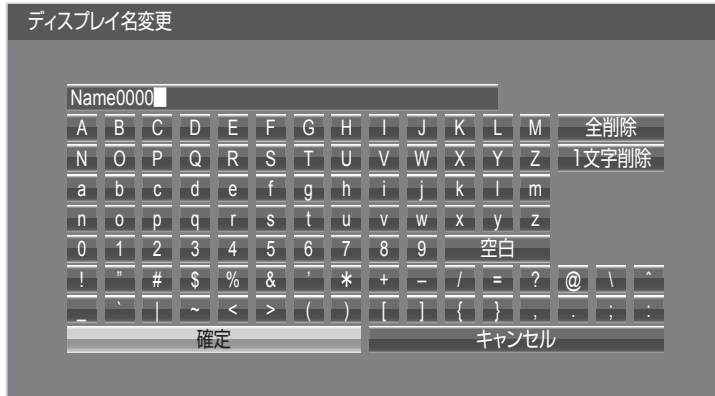 ディスプレイ名変更
Name0000
A B C D E F G H I J K L M 全削除
N O P Q R S T U V W X Y Z 1文字削除
a b c d e f g h i j k l m
n o p q r s t u v w x y z
0 1 2 3 4 5 6 7 8 9 空白
! " # $ % & ' * + – / = ? @ \ ^
_ ` | ~ < > ( ) [ ] { } , . ; :
確定 キャンセル